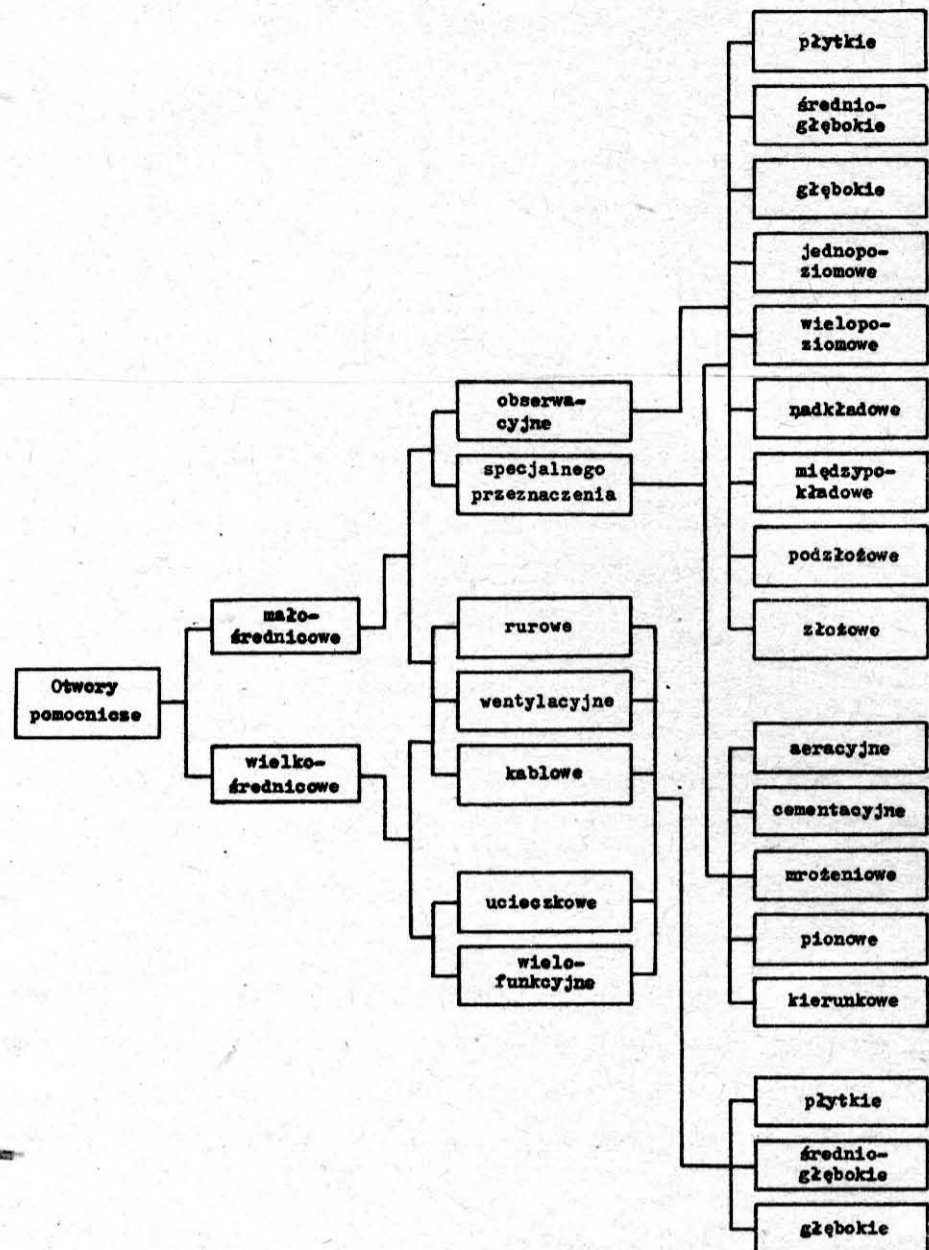 Otwory
pomocnicze
mało-
średnicowe
wielko-
średnicowe
obserwa-
cyjne
specjalnego
przeznaczenia
rurowe
wentylacyjne
kablowe
ucieczkowe
wielo-
funkcyjne
płytkie
średnio-
głębokie
głębokie
jednopo-
ziomowe
wielopo-
ziomowe
nadkładowe
międzypo-
kładowe
podzłożowe
złożowe
aeracyjne
cementacyjne
mrożeniowe
pionowe
kierunkowe
płytkie
średnio-
głębokie
głębokie